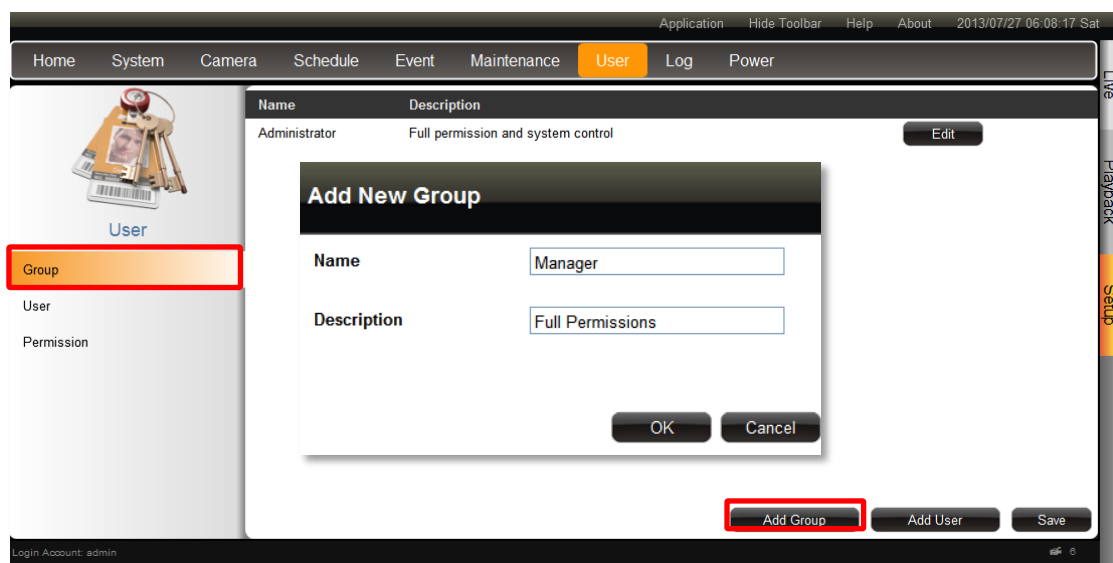 Application Hide Toolbar Help About 2013/07/27 06:08:17 Sat
Home System Camera Schedule Event Maintenance User Log Power
Live
Playback
Setup
User
Group
User
Permission
Name Description
Administrator Full permission and system control Edit
Add New Group
Name Manager
Description Full Permissions
OK Cancel
Add Group Add User Save
Login Account: admin 6